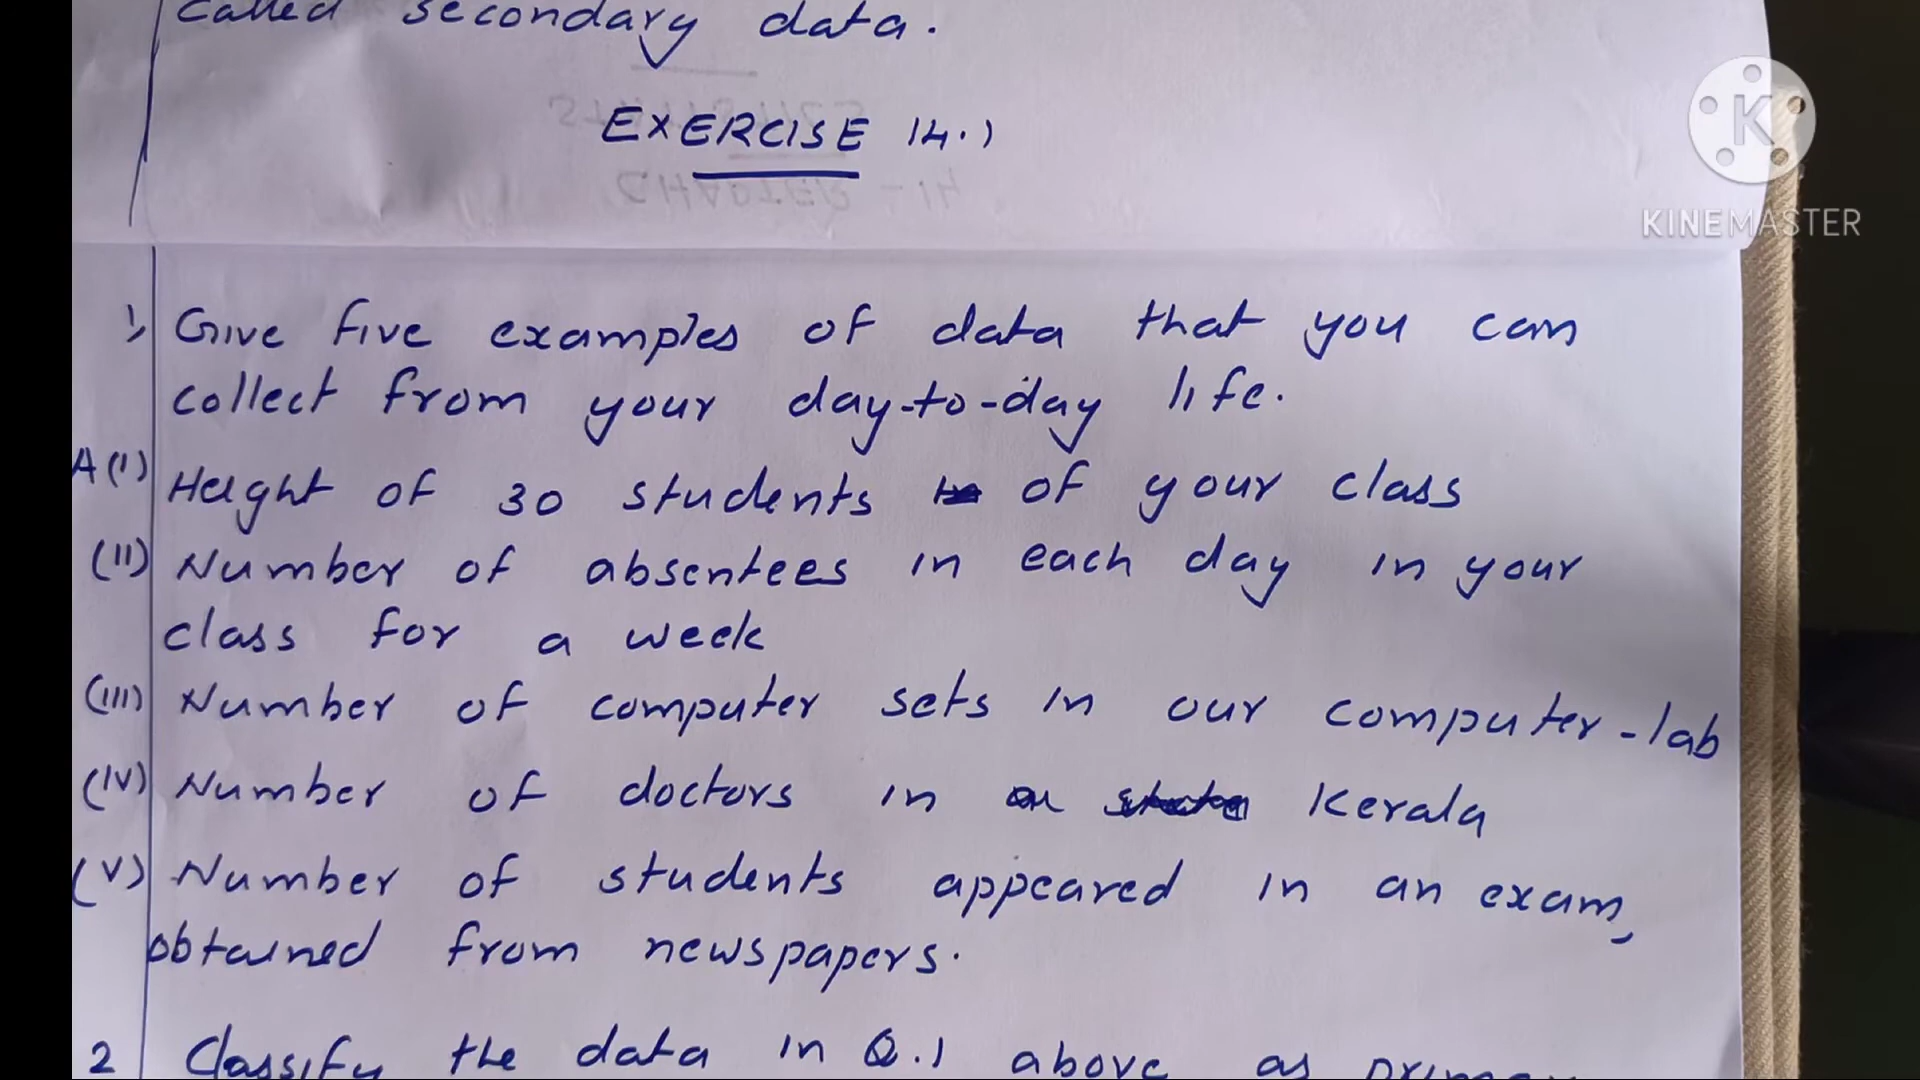 called secondary data.
EXERCISE 14.1
KINEMASTER
1, Give five examples of data that you can
collect from your day-to-day life.
A(I) Height of 30 students of your class
(II) Number of absentees in each day in your
class for a week
(III) Number of computer sets in our computer-lab
(IV) Number of doctors in Kerala
(V) Number of students appeared in an exam,
obtained from newspapers.
2 Classify the data in Q.1 above as